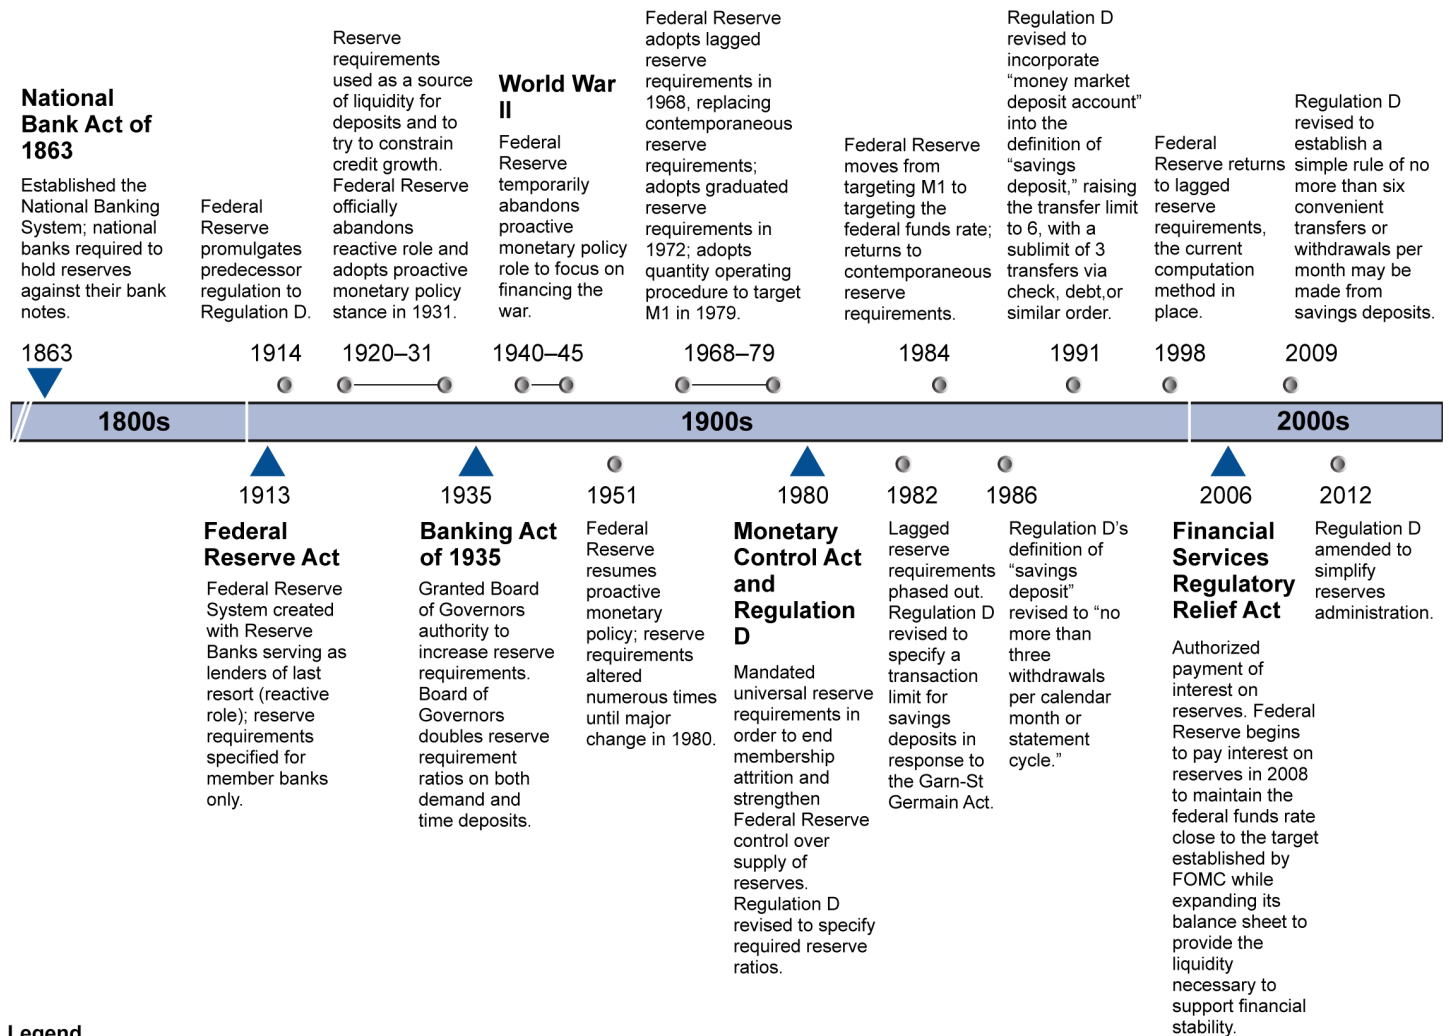 National
Bank Act of
1863
Established the
National Banking
System; national
banks required to
hold reserves
against their bank
notes.
Federal
Reserve
promulgates
predecessor
regulation to
Regulation D.
Reserve
requirements
used as a source
of liquidity for
deposits and to
try to constrain
credit growth.
Federal Reserve
officially
abandons
reactive role and
adopts proactive
monetary policy
stance in 1931.
World War
II
Federal
Reserve
temporarily
abandons
proactive
monetary policy
role to focus on
financing the
war.
Federal Reserve
adopts lagged
reserve
requirements in
1968, replacing
contemporaneous
reserve
requirements;
adopts graduated
reserve
requirements in
1972; adopts
quantity operating
procedure to target
M1 in 1979.
Federal Reserve
moves from
targeting M1 to
targeting the
federal funds rate;
returns to
contemporaneous
reserve
requirements.
Regulation D
revised to
incorporate
“money market
deposit account”
into the
definition of
“savings
deposit,” raising
the transfer limit
to 6, with a
sublimit of 3
transfers via
check, debt,or
similar order.
Federal
Reserve returns
to lagged
reserve
requirements,
the current
computation
method in
place.
Regulation D
revised to
establish a
simple rule of no
more than six
convenient
transfers or
withdrawals per
month may be
made from
savings deposits.
1863
1914
1920–31
1940–45
1968–79
1984
1991
1998
2009
1800s
1900s
2000s
1913
1935
1951
1980
1982
1986
2006
2012
Federal
Reserve Act
Federal Reserve
System created
with Reserve
Banks serving as
lenders of last
resort (reactive
role); reserve
requirements
specified for
member banks
only.
Banking Act
of 1935
Granted Board
of Governors
authority to
increase reserve
requirements.
Board of
Governors
doubles reserve
requirement
ratios on both
demand and
time deposits.
Federal
Reserve
resumes
proactive
monetary
policy; reserve
requirements
altered
numerous times
until major
change in 1980.
Monetary
Control Act
and
Regulation
D
Mandated
universal reserve
requirements in
order to end
membership
attrition and
strengthen
Federal Reserve
control over
supply of
reserves.
Regulation D
revised to specify
required reserve
ratios.
Lagged
reserve
requirements
phased out.
Regulation D
revised to
specify a
transaction
limit for
savings
deposits in
response to
the Garn-St
Germain Act.
Regulation D’s
definition of
“savings
deposit”
revised to “no
more than
three
withdrawals
per calendar
month or
statement
cycle.”
Financial
Services
Regulatory
Relief Act
Authorized
payment of
interest on
reserves. Federal
Reserve begins
to pay interest on
reserves in 2008
to maintain the
federal funds rate
close to the target
established by
FOMC while
expanding its
balance sheet to
provide the
liquidity
necessary to
support financial
stability.
Regulation D
amended to
simplify
reserves
administration.
Legend